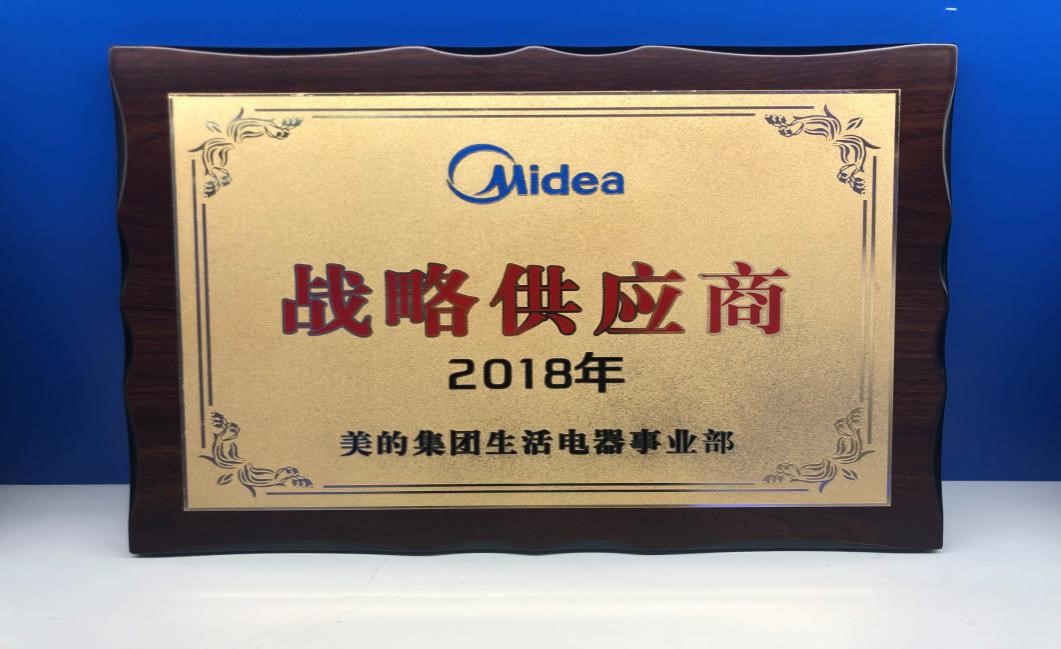 Midea
战略供应商
2018年
美的集团生活电器事业部